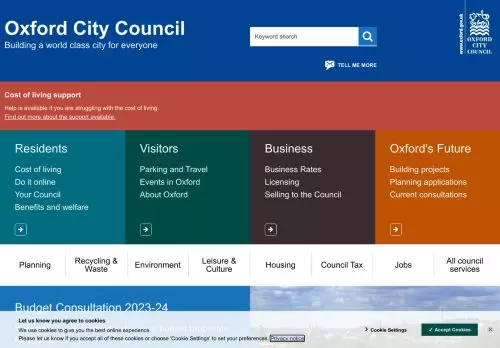 Oxford City Council
Building a world class city for everyone
Keyword search
TELL ME MORE
www.oxford.gov.uk
OXFORD
CITY
COUNCIL
Cost of living support
Help is available if you are struggling with the cost of living.
Find out more about the support available.
Residents
Cost of living
Do it online
Your Council
Benefits and welfare
Visitors
Parking and Travel
Events in Oxford
About Oxford
Business
Business Rates
Licensing
Selling to the Council
Oxford's Future
Building projects
Planning applications
Current consultations
Planning
Recycling &
Waste
Environment
Leisure &
Culture
Housing
Council Tax
Jobs
All council
services
Budget Consultation 2023-24
Let us know you agree to cookies
We use cookies to give you the best online experience.
Please let us know if you accept all of these cookies or choose 'Cookie Settings' to set your preferences. Privacy notice
Cookie Settings
✓ Accept Cookies